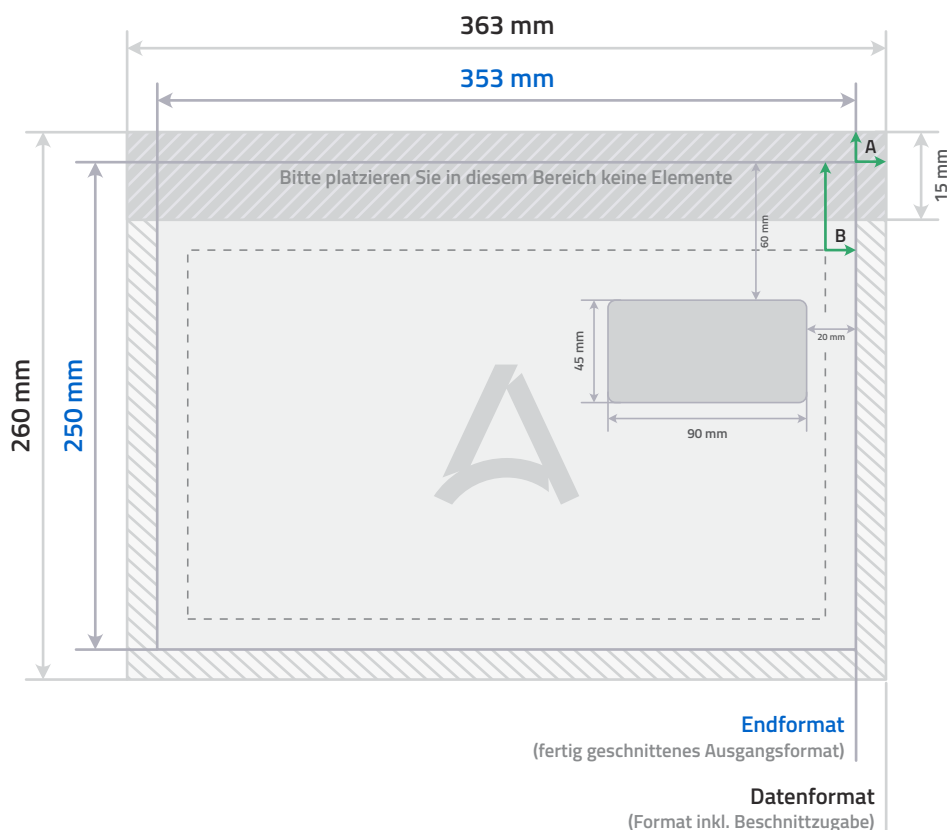 363 mm
353 mm
A
Bitte platzieren Sie in diesem Bereich keine Elemente
15 mm
60 mm
B
20 mm
45 mm
90 mm
260 mm
250 mm
Endformat
(fertig geschnittenes Ausgangsformat)
Datenformat
(Format inkl. Beschnittzugabe)